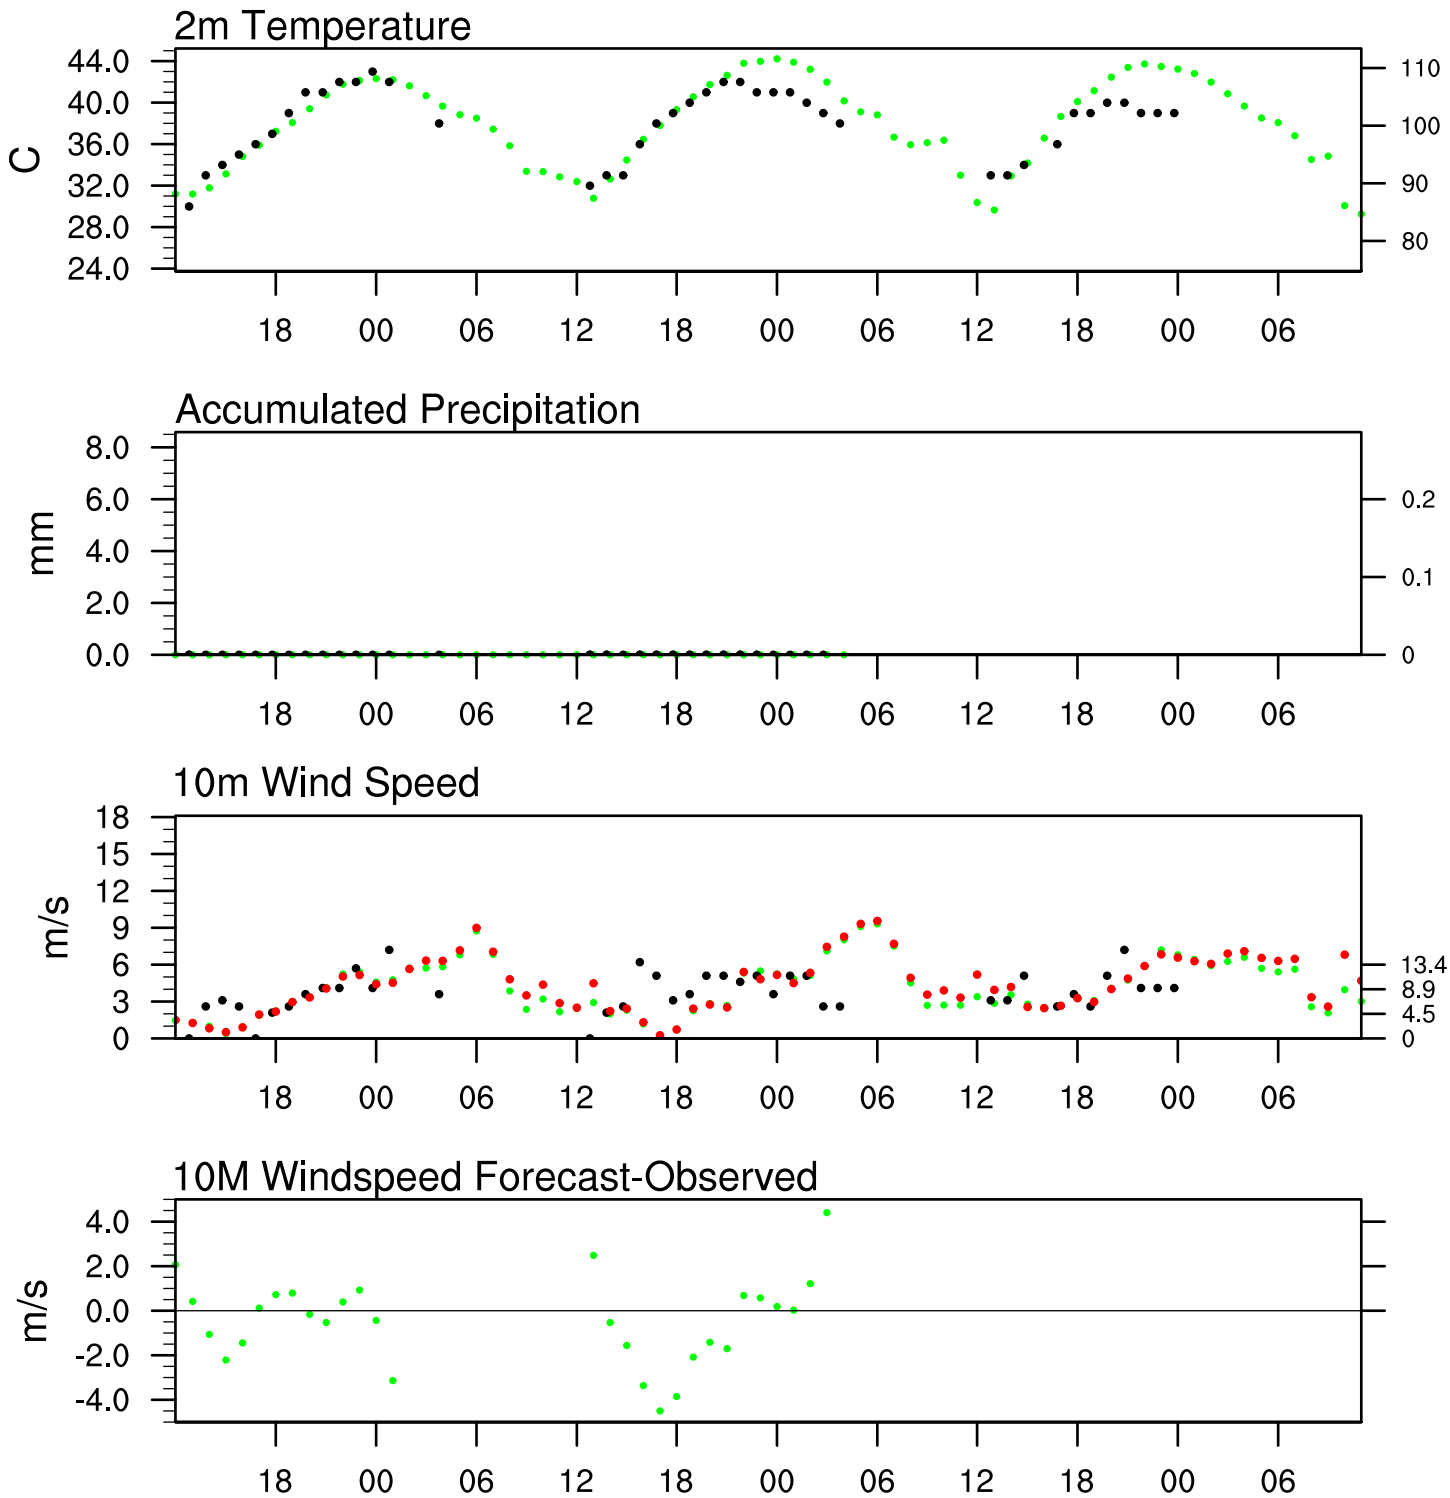 2m Temperature
44.0
40.0
36.0
32.0
28.0
24.0
C
110
100
90
80
18 00 06 12 18 00 06 12 18 00 06
Accumulated Precipitation
8.0
6.0
4.0
2.0
0.0
mm
0.2
0.1
0
18 00 06 12 18 00 06 12 18 00 06
10m Wind Speed
18
15
12
9
6
3
0
m/s
13.4
8.9
4.5
0
18 00 06 12 18 00 06 12 18 00 06
10M Windspeed Forecast-Observed
4.0
2.0
0.0
-2.0
-4.0
m/s
18 00 06 12 18 00 06 12 18 00 06